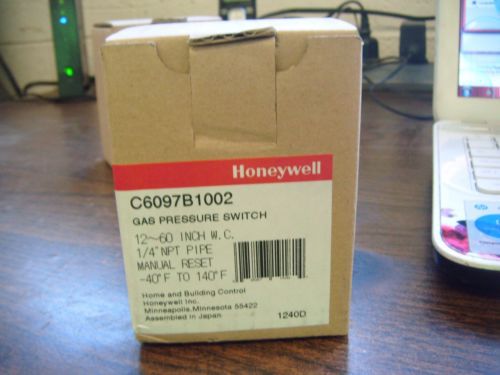 Honeywell
C6097B1002
GAS PRESSURE SWITCH
12~60 INCH W.C.
1/4"NPT PIPE
MANUAL RESET
-40°F TO 140°F
Home and Building Control
Honeywell Inc.
Minneapolis, Minnesota 55422
Assembled in Japan
1240D